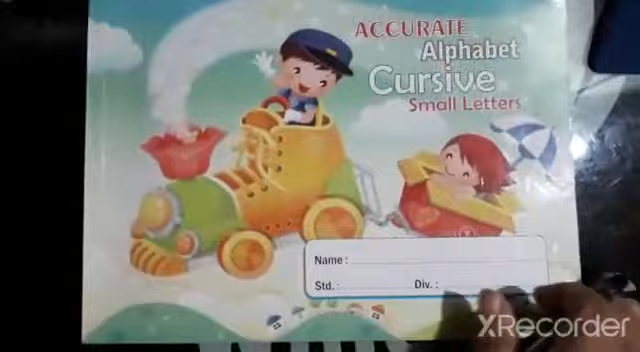 ACCURATE
Alphabet
Cursive
Small Letters
Name :
Std. :
Div. :
XRecorder